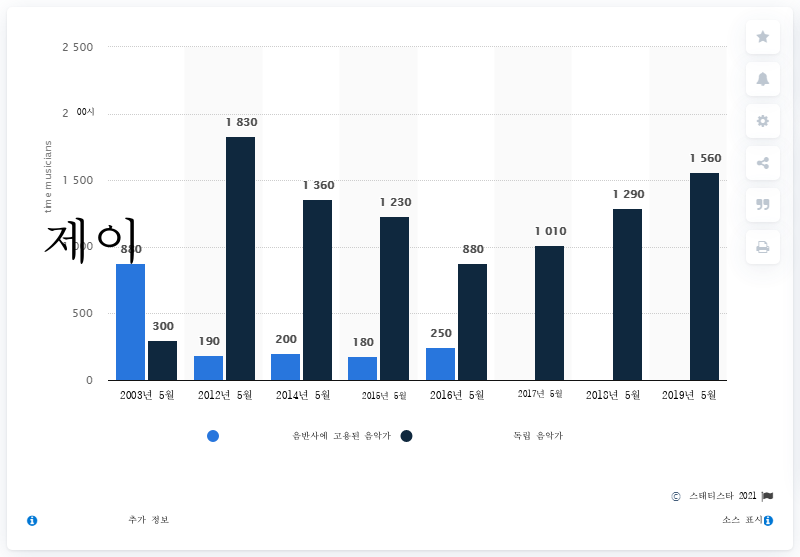 2 500
2 00시
time musicians
1 500
제이
000
500
0
880
300
190
1 830
200
1 360
180
1 230
250
880
1 010
1 290
1 560
2003년 5월
2012년 5월
2014년 5월
2015년 5월
2016년 5월
2017년 5월
2018년 5월
2019년 5월
음반사에 고용된 음악가
독립 음악가
© 스태티스타 2021
추가 정보
소스 표시